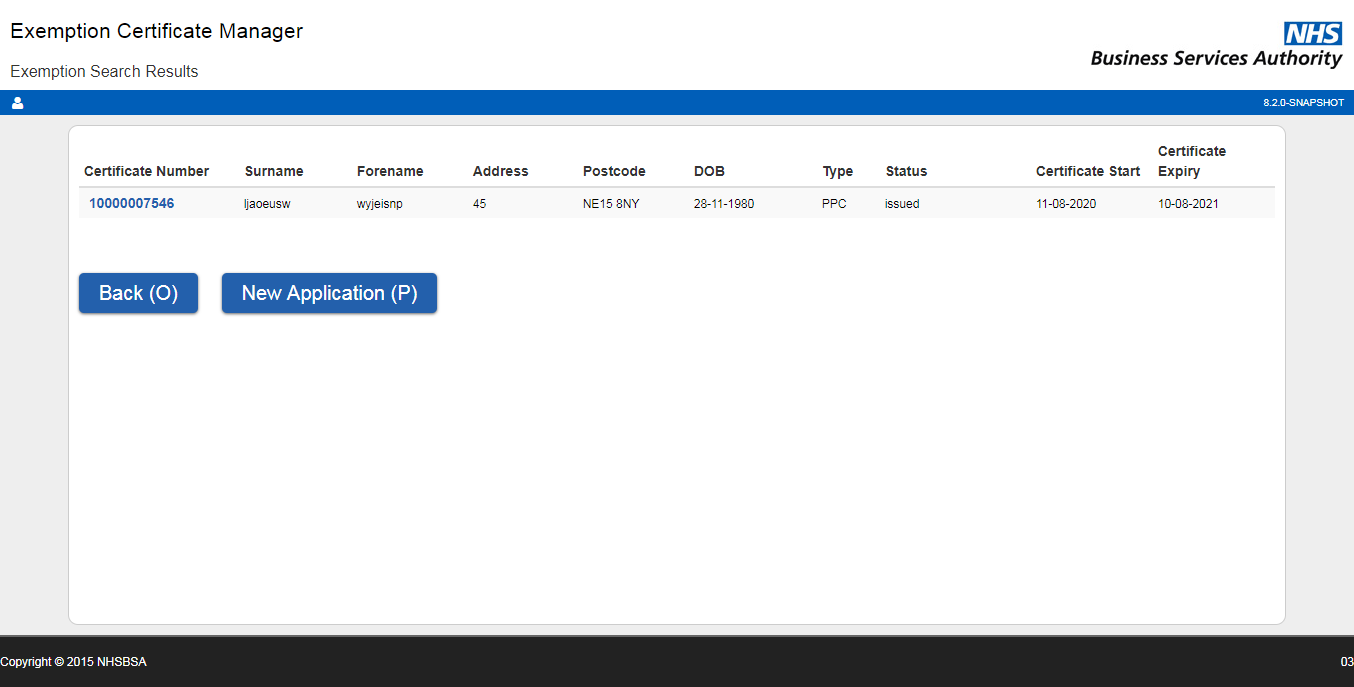 Exemption Certificate Manager
NHS
Business Services Authority
Exemption Search Results
8.2.0-SNAPSHOT
Certificate Number Surname Forename Address Postcode DOB Type Status Certificate Start Certificate Expiry
10000007546 ljaoeusw wyjeisnp 45 NE15 8NY 28-11-1980 PPC issued 11-08-2020 10-08-2021
Back (O) New Application (P)
Copyright © 2015 NHSBSA 03